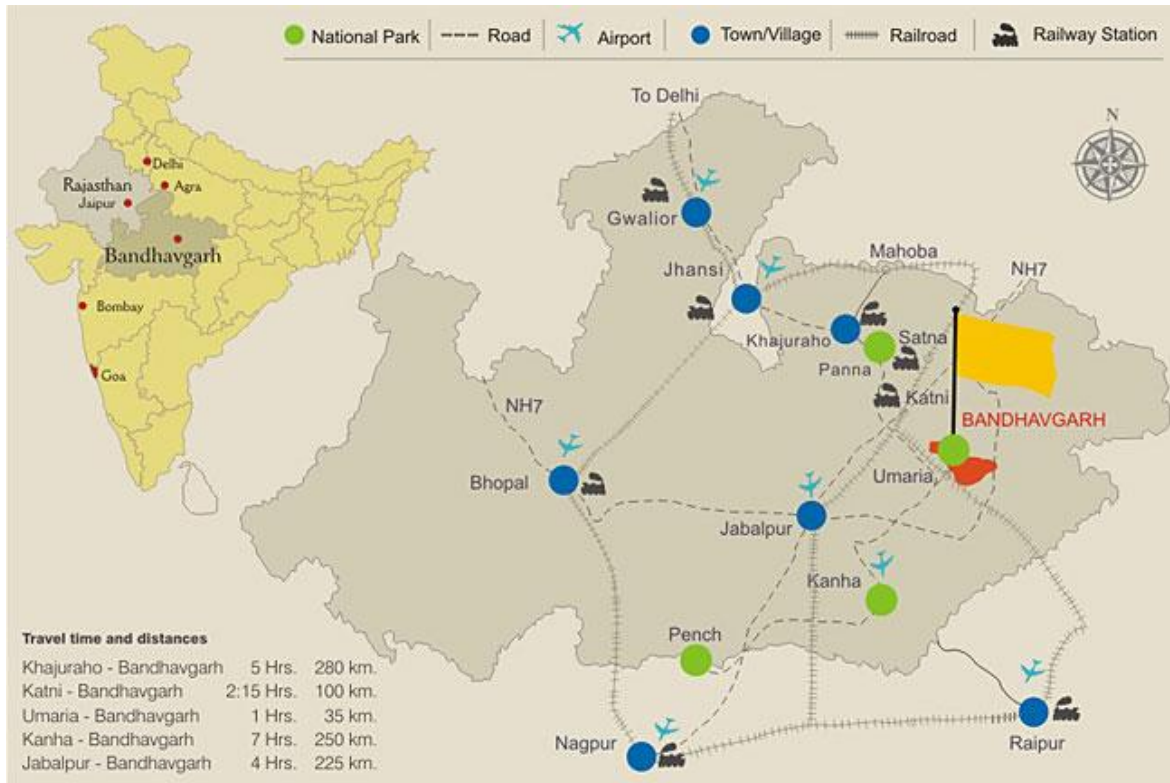 National Park Road Airport Town/Village Railroad Railway Station
To Delhi
N
Delhi
Rajasthan
Jaipur
Agra
Bandhavgarh
Bombay
Goa
Gwalior
Jhansi
Mahoba
NH7
Khajuraho
Satna
Panna
Katni
NH7
BANDHAVGARH
Bhopal
Umaria
Jabalpur
Kanha
Pench
Nagpur
Raipur
Travel time and distances
Khajuraho - Bandhavgarh 5 Hrs. 280 km.
Katni - Bandhavgarh 2:15 Hrs. 100 km.
Umaria - Bandhavgarh 1 Hrs. 35 km.
Kanha - Bandhavgarh 7 Hrs. 250 km.
Jabalpur - Bandhavgarh 4 Hrs. 225 km.